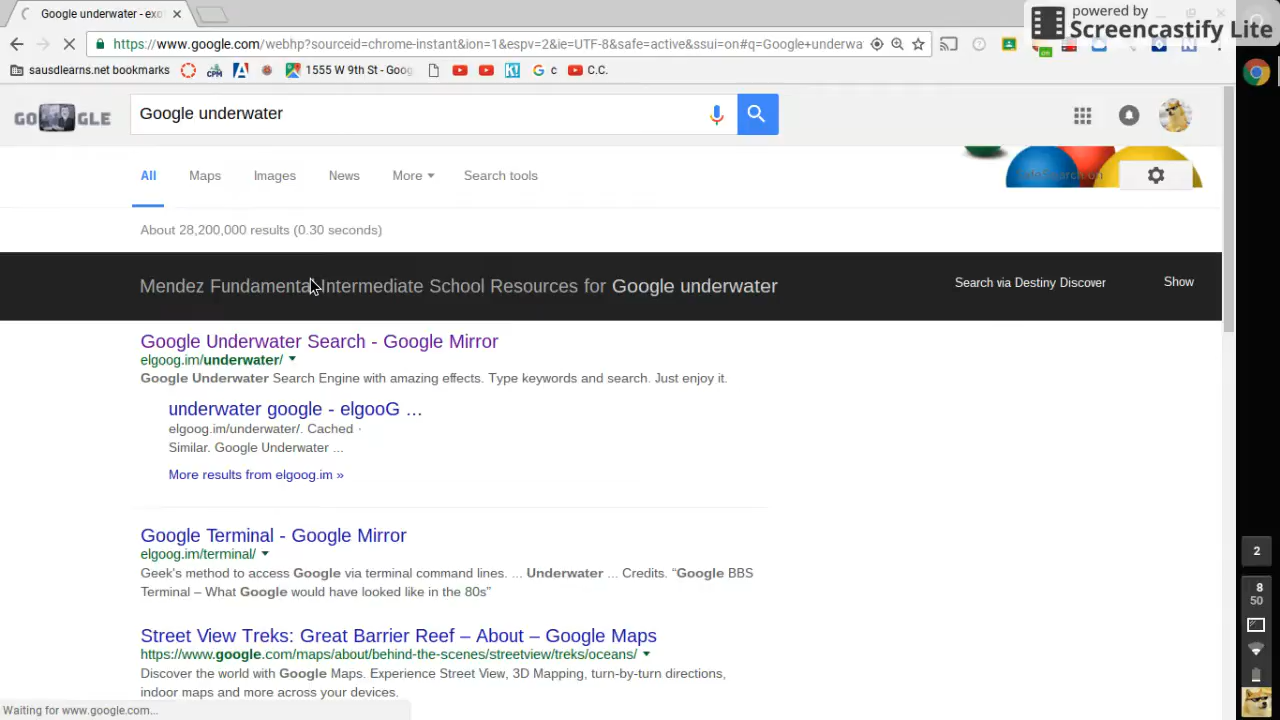 powered by
Screencastify Lite
Google underwater - exo
https://www.google.com/webhp?sourceid=chrome-instant&ion=1&espv=2&ie=UTF-8&safe=active&ssui=on#q=Google+underwa
sausdlearns.net bookmarks
CPM
1555 W 9th St - Goog
G c
C.C.
GO GLE
Google underwater
All
Maps
Images
News
More
Search tools
About 28,200,000 results (0.30 seconds)
Mendez Fundamental Intermediate School Resources for Google underwater
Search via Destiny Discover
Show
Google Underwater Search - Google Mirror
elgoog.im/underwater/
Google Underwater Search Engine with amazing effects. Type keywords and search. Just enjoy it.
underwater google - elgooG ...
elgoog.im/underwater/. Cached ·
Similar. Google Underwater ...
More results from elgoog.im »
Google Terminal - Google Mirror
elgoog.im/terminal/
Geek's method to access Google via terminal command lines. ... Underwater ... Credits. “Google BBS
Terminal – What Google would have looked like in the 80s”
Street View Treks: Great Barrier Reef – About – Google Maps
https://www.google.com/maps/about/behind-the-scenes/streetview/treks/oceans/
Discover the world with Google Maps. Experience Street View, 3D Mapping, turn-by-turn directions,
indoor maps and more across your devices.
Waiting for www.google.com...
2
8
50